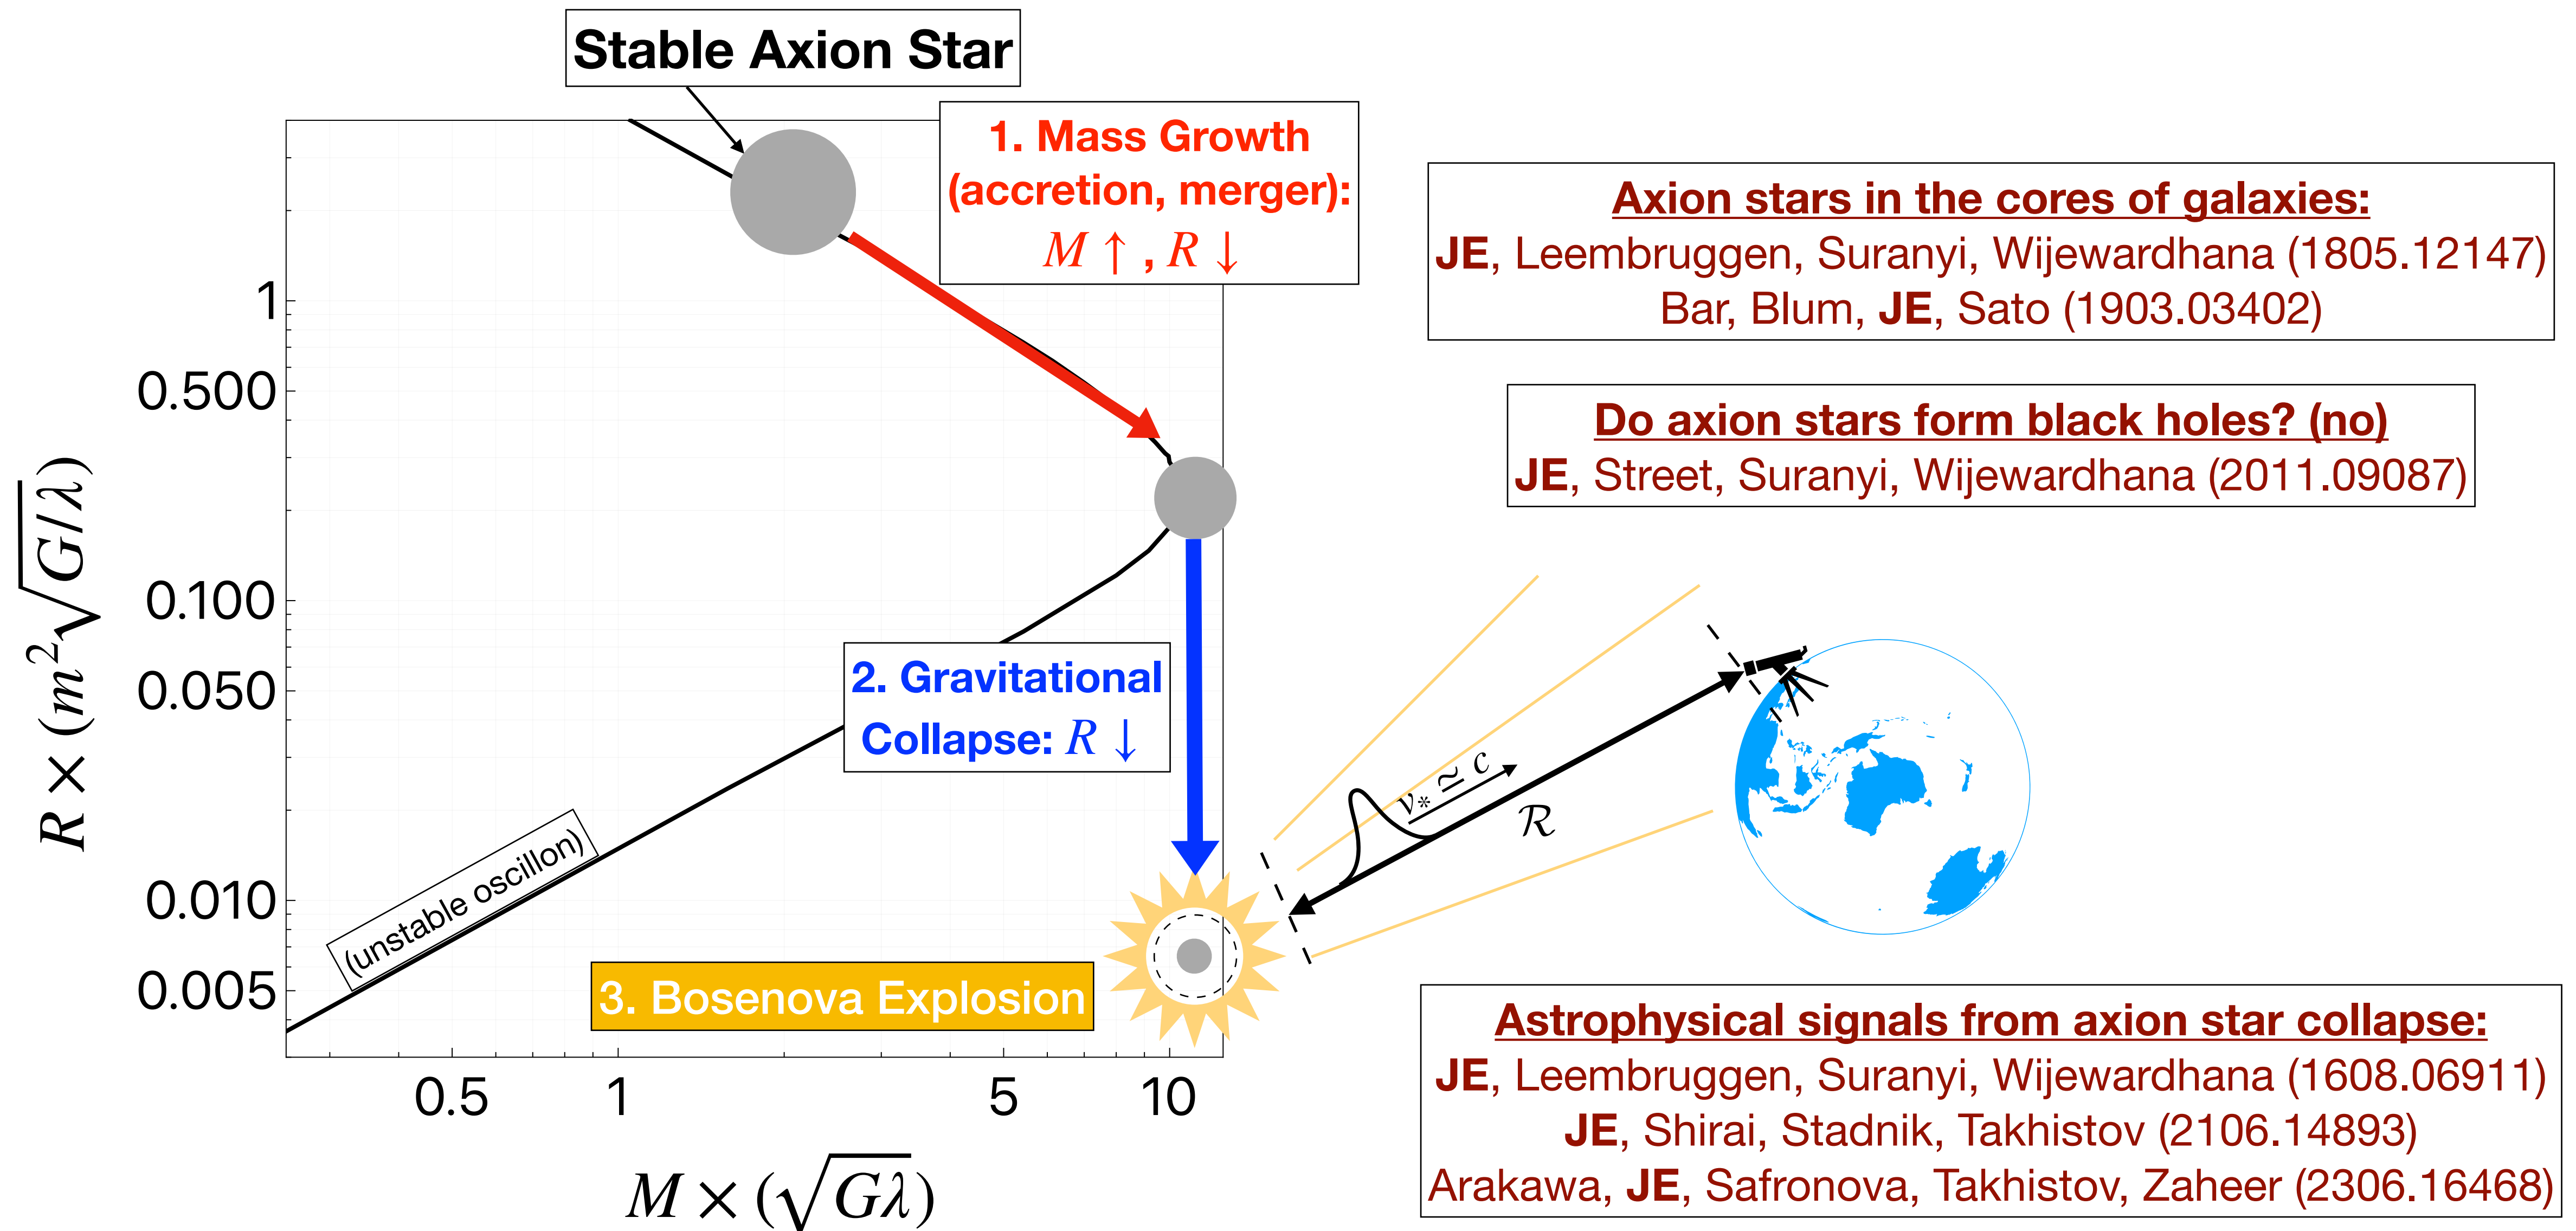 Stable Axion Star
1. Mass Growth
(accretion, merger):
M ↑ , R ↓
1
0.500
0.100
0.050
0.010
0.005
R × (m²√G/λ)
2. Gravitational
Collapse: R ↓
(unstable oscillon)
3. Bosenova Explosion
0.5
1
5
10
M × (√Gλ)
v* ≃ c
ℛ
Axion stars in the cores of galaxies:
JE, Leembruggen, Suranyi, Wijewardhana (1805.12147)
Bar, Blum, JE, Sato (1903.03402)
Do axion stars form black holes? (no)
JE, Street, Suranyi, Wijewardhana (2011.09087)
Astrophysical signals from axion star collapse:
JE, Leembruggen, Suranyi, Wijewardhana (1608.06911)
JE, Shirai, Stadnik, Takhistov (2106.14893)
Arakawa, JE, Safronova, Takhistov, Zaheer (2306.16468)